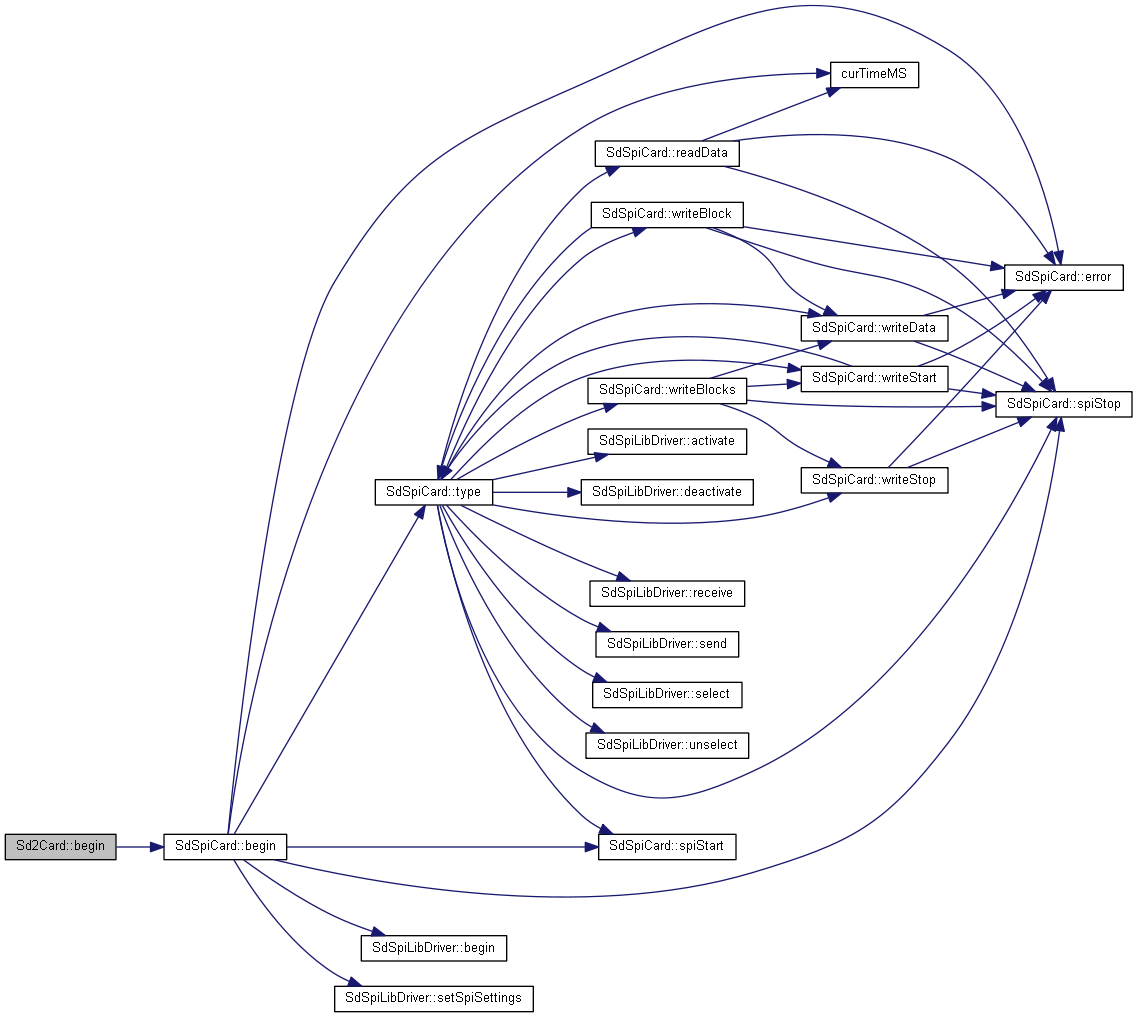 curTimeMS
SdSpiCard::readData
SdSpiCard::writeBlock
SdSpiCard::error
SdSpiCard::writeData
SdSpiCard::writeStart
SdSpiCard::writeBlocks
SdSpiCard::spiStop
SdSpiLibDriver::activate
SdSpiCard::writeStop
SdSpiCard::type
SdSpiLibDriver::deactivate
SdSpiLibDriver::receive
SdSpiLibDriver::send
SdSpiLibDriver::select
SdSpiLibDriver::unselect
Sd2Card::begin
SdSpiCard::begin
SdSpiCard::spiStart
SdSpiLibDriver::begin
SdSpiLibDriver::setSpiSettings